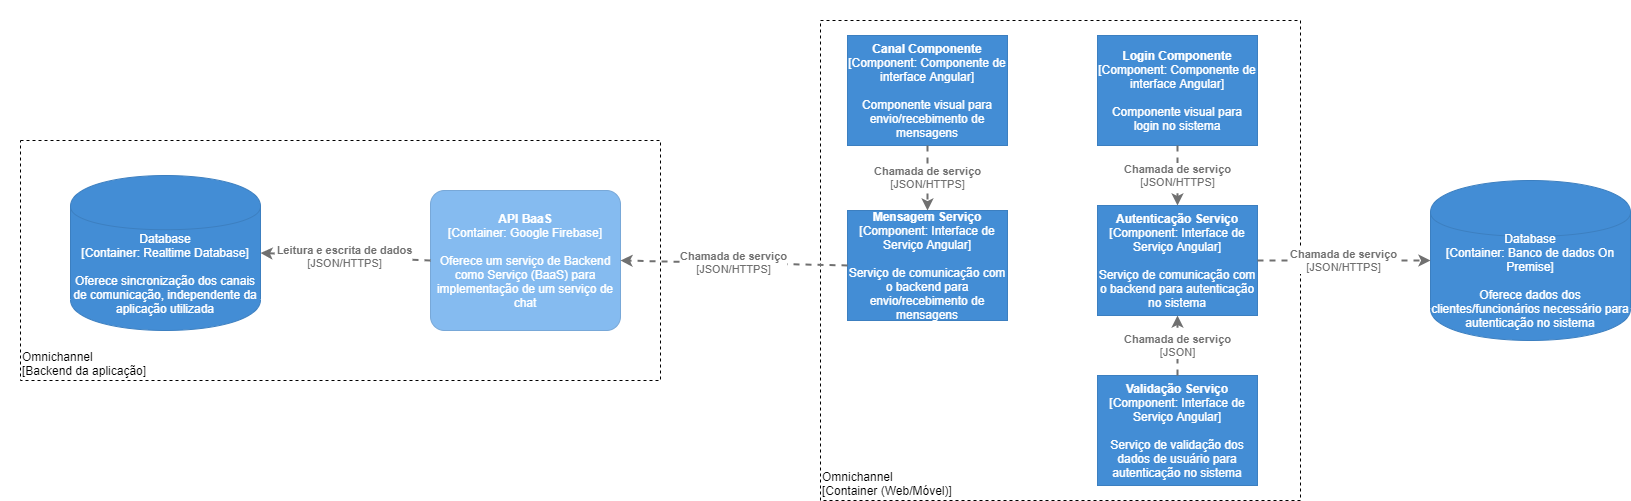 Database
[Container: Realtime Database]
Oferece sincronização dos canais
de comunicação, independente da
aplicação utilizada
Leitura e escrita de dados
[JSON/HTTPS]
API BaaS
[Container: Google Firebase]
Oferece um serviço de Backend
como Serviço (BaaS) para
implementação de um serviço de
chat
Omnichannel
[Backend da aplicação]
Chamada de serviço
[JSON/HTTPS]
Canal Componente
[Component: Componente de
interface Angular]
Componente visual para
envio/recebimento de
mensagens
Chamada de serviço
[JSON/HTTPS]
Mensagem Serviço
[Component: Interface de
Serviço Angular]
Serviço de comunicação com
o backend para
envio/recebimento de
mensagens
Login Componente
[Component: Componente de
interface Angular]
Componente visual para
login no sistema
Chamada de serviço
[JSON/HTTPS]
Autenticação Serviço
[Component: Interface de
Serviço Angular]
Serviço de comunicação com
o backend para autenticação
no sistema
Chamada de serviço
[JSON]
Validação Serviço
[Component: Interface de
Serviço Angular]
Serviço de validação dos
dados de usuário para
autenticação no sistema
Omnichannel
[Container (Web/Móvel)]
Chamada de serviço
[JSON/HTTPS]
Database
[Container: Banco de dados On
Premise]
Oferece dados dos
clientes/funcionários necessário para
autenticação no sistema